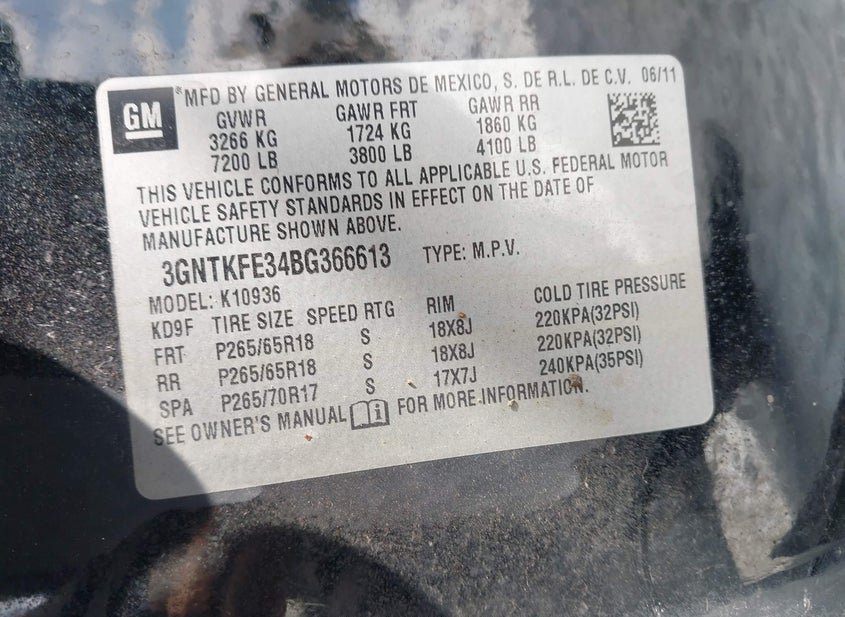 GM
® MFD BY GENERAL MOTORS DE MEXICO, S. DE R.L. DE C.V. 06/11
GVWR GAWR FRT GAWR RR
3266 KG 1724 KG 1860 KG
7200 LB 3800 LB 4100 LB
THIS VEHICLE CONFORMS TO ALL APPLICABLE U.S. FEDERAL MOTOR
VEHICLE SAFETY STANDARDS IN EFFECT ON THE DATE OF
MANUFACTURE SHOWN ABOVE.
3GNTKFE34BG366613 TYPE: M.P.V.
MODEL: K10936
KD9F TIRE SIZE SPEED RTG RIM COLD TIRE PRESSURE
FRT P265/65R18 S 18X8J 220KPA(32PSI)
RR P265/65R18 S 18X8J 220KPA(32PSI)
SPA P265/70R17 S 17X7J 240KPA(35PSI)
SEE OWNER'S MANUAL FOR MORE INFORMATION.